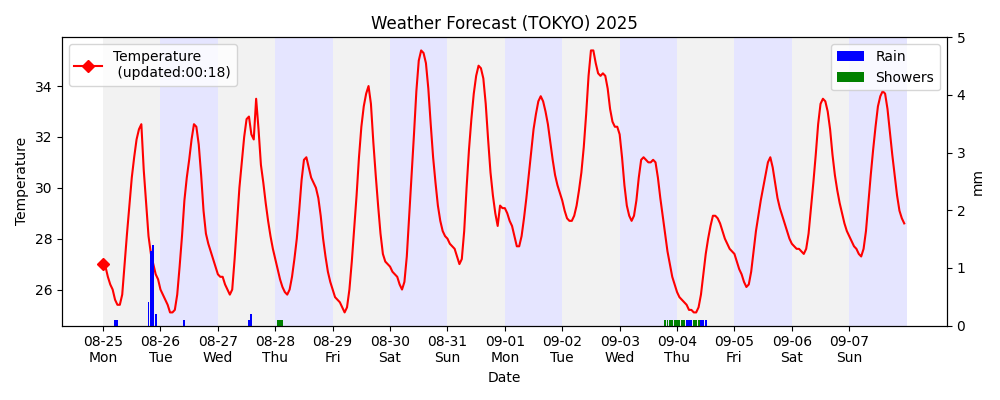 Weather Forecast (TOKYO) 2025
Temperature
(updated:00:18)
Rain
Showers
Temperature
34
32
30
28
26
5
4
3
2
1
0
mm
08-25 08-26 08-27 08-28 08-29 08-30 08-31 09-01 09-02 09-03 09-04 09-05 09-06 09-07
Mon Tue Wed Thu Fri Sat Sun Mon Tue Wed Thu Fri Sat Sun
Date